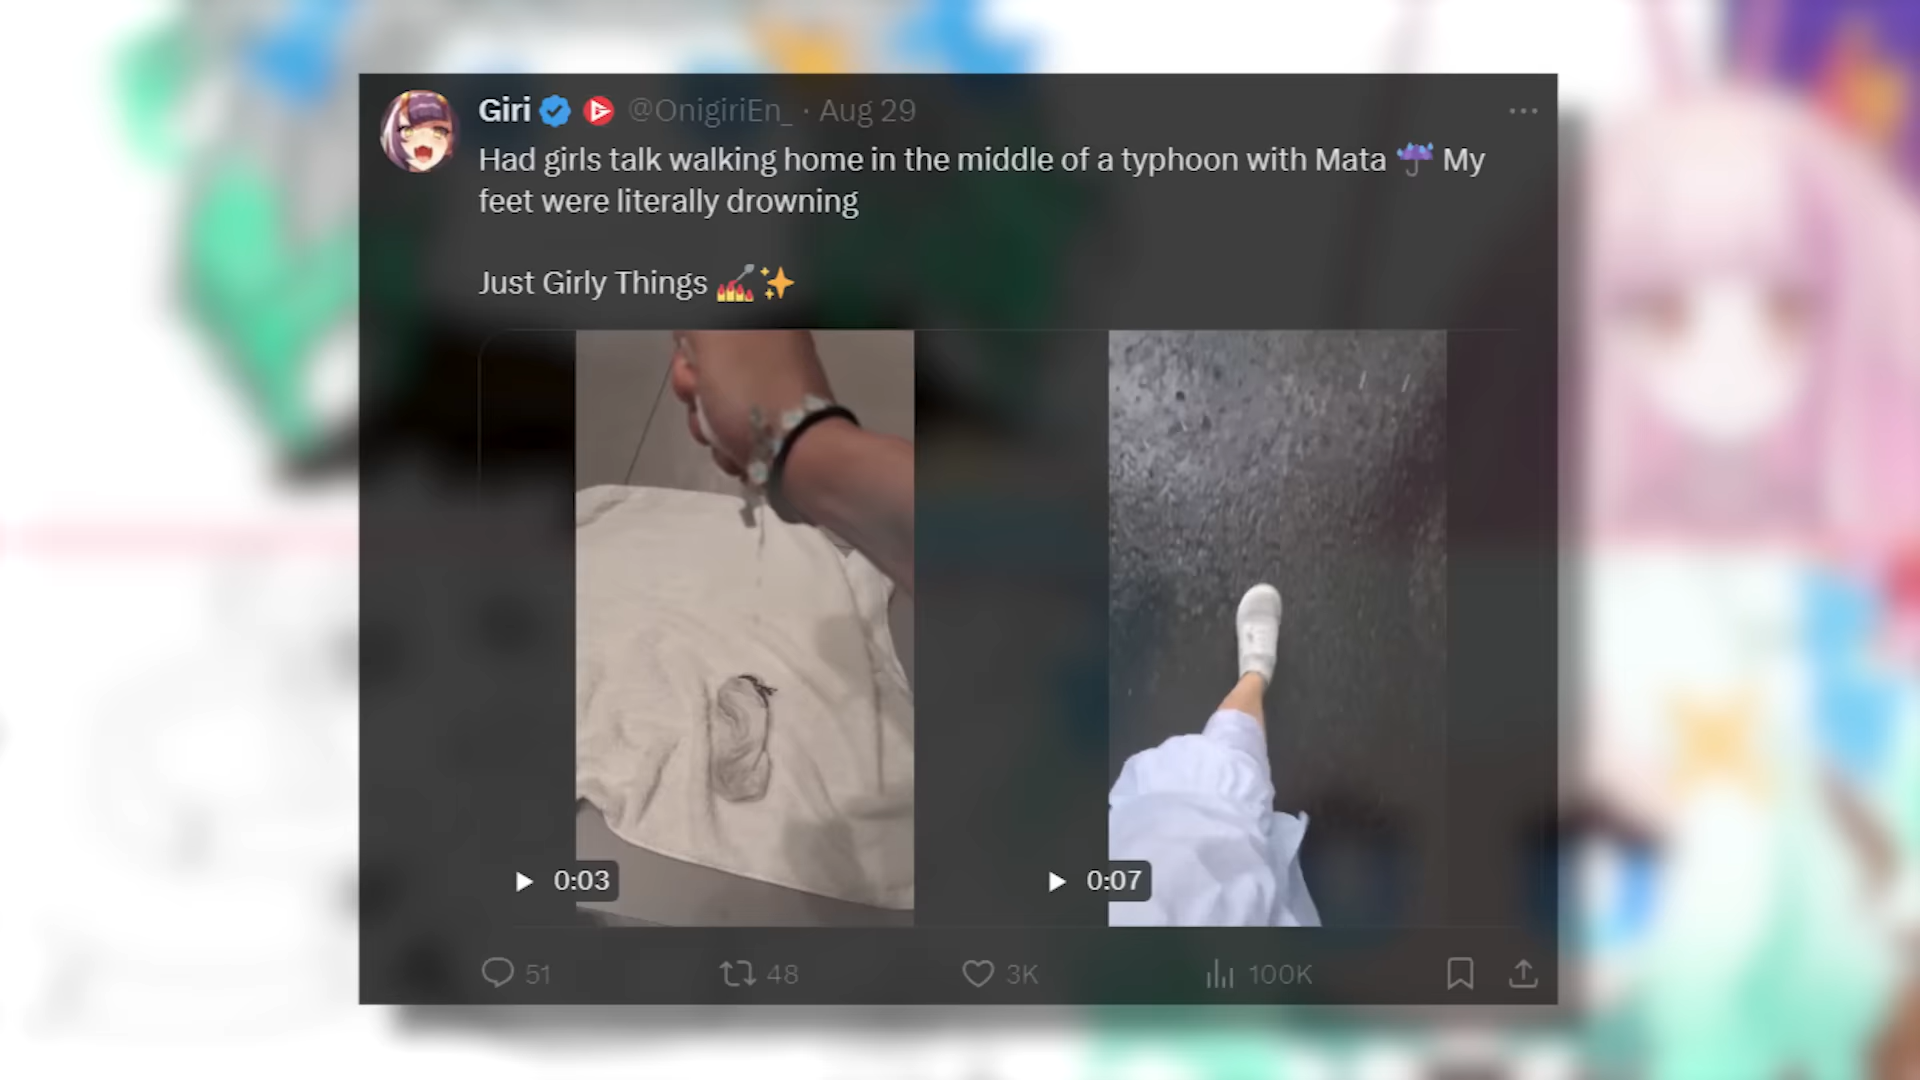 Giri @OnigiriEn_ · Aug 29
Had girls talk walking home in the middle of a typhoon with Mata ☔ My
feet were literally drowning
Just Girly Things 💅✨
0:03
0:07
51 48 3K 100K